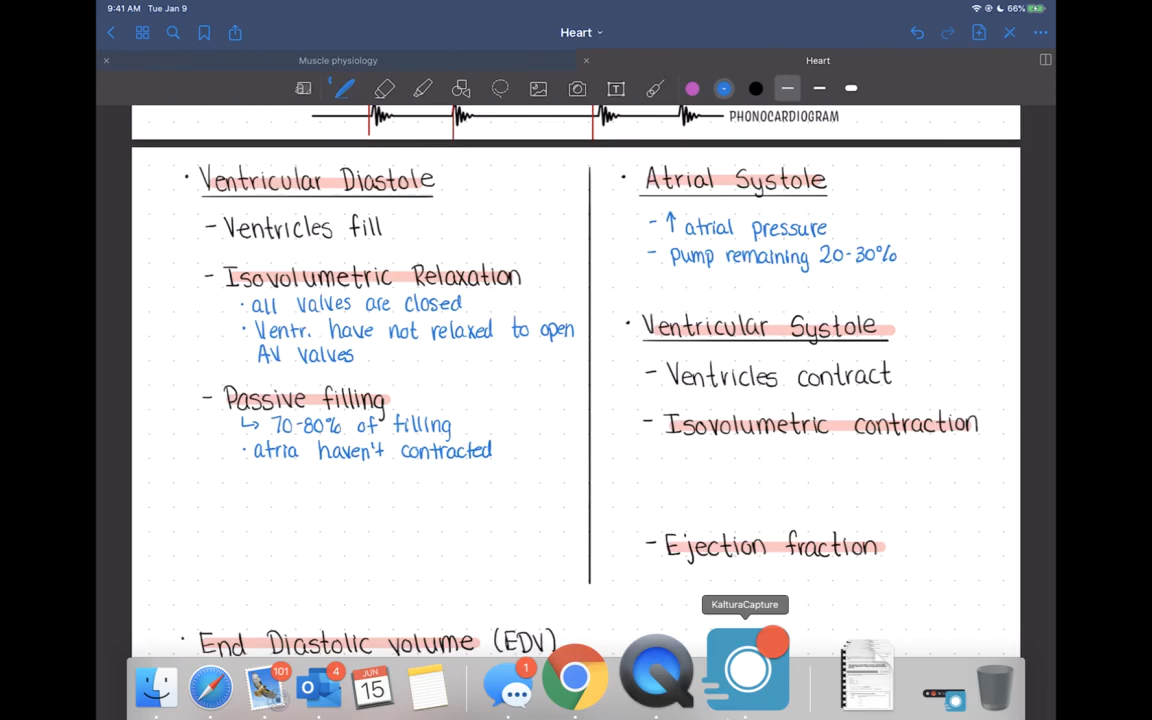 9:41 AM Tue Jan 9
66%
Heart
Muscle physiology
Heart
PHONOCARDIOGRAM
· Ventricular Diastole
- Ventricles fill
- Isovolumetric Relaxation
· all valves are closed
· Ventr. have not relaxed to open
AV valves
- Passive filling
↳ 70-80% of filling
· atria haven't contracted
· Atrial Systole
- ↑ atrial pressure
- pump remaining 20-30%
· Ventricular Systole
- Ventricles contract
- Isovolumetric contraction
- Ejection fraction
KalturaCapture
· End Diastolic volume (EDV)
101
4
JUN
15
1